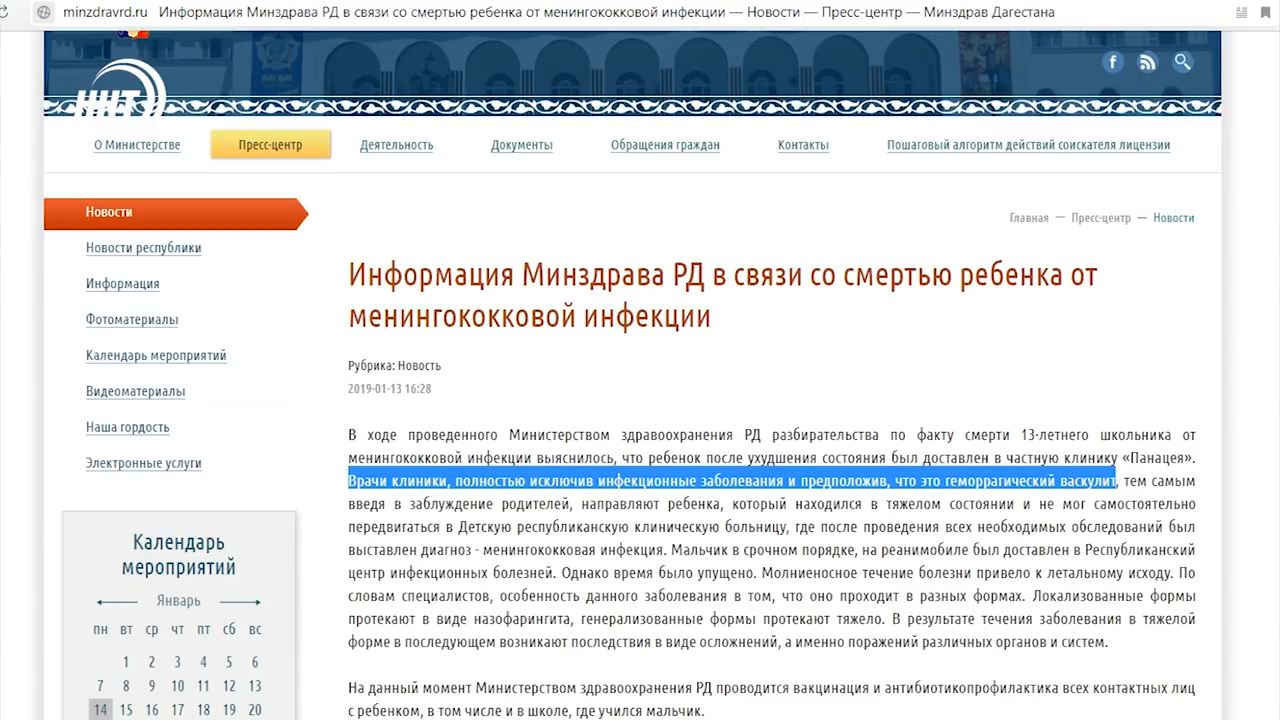 minzdravrd.ru Информация Минздрава РД в связи со смертью ребенка от менингококковой инфекции — Новости — Пресс-центр — Минздрав Дагестана
ННТ
О Министерстве Пресс-центр Деятельность Документы Обращения граждан Контакты Пошаговый алгоритм действий соискателя лицензии
Новости
Новости республики
Информация
Фотоматериалы
Календарь мероприятий
Видеоматериалы
Наша гордость
Электронные услуги
Календарь
мероприятий
Январь
пн вт ср чт пт сб вс
1 2 3 4 5 6
7 8 9 10 11 12 13
14 15 16 17 18 19 20
Главная — Пресс-центр — Новости
Информация Минздрава РД в связи со смертью ребенка от
менингококковой инфекции
Рубрика: Новость
2019-01-13 16:28
В ходе проведенного Министерством здравоохранения РД разбирательства по факту смерти 13-летнего школьника от
менингококковой инфекции выяснилось, что ребенок после ухудшения состояния был доставлен в частную клинику «Панацея».
Врачи клиники, полностью исключив инфекционные заболевания и предположив, что это геморрагический васкулит, тем самым
введя в заблуждение родителей, направляют ребенка, который находился в тяжелом состоянии и не мог самостоятельно
передвигаться в Детскую республиканскую клиническую больницу, где после проведения всех необходимых обследований был
выставлен диагноз - менингококковая инфекция. Мальчик в срочном порядке, на реанимобиле был доставлен в Республиканский
центр инфекционных болезней. Однако время было упущено. Молниеносное течение болезни привело к летальному исходу. По
словам специалистов, особенность данного заболевания в том, что оно проходит в разных формах. Локализованные формы
протекают в виде назофарингита, генерализованные формы протекают тяжело. В результате течения заболевания в тяжелой
форме в последующем возникают последствия в виде осложнений, а именно поражений различных органов и систем.
На данный момент Министерством здравоохранения РД проводится вакцинация и антибиотикопрофилактика всех контактных лиц
с ребенком, в том числе и в школе, где учился мальчик.